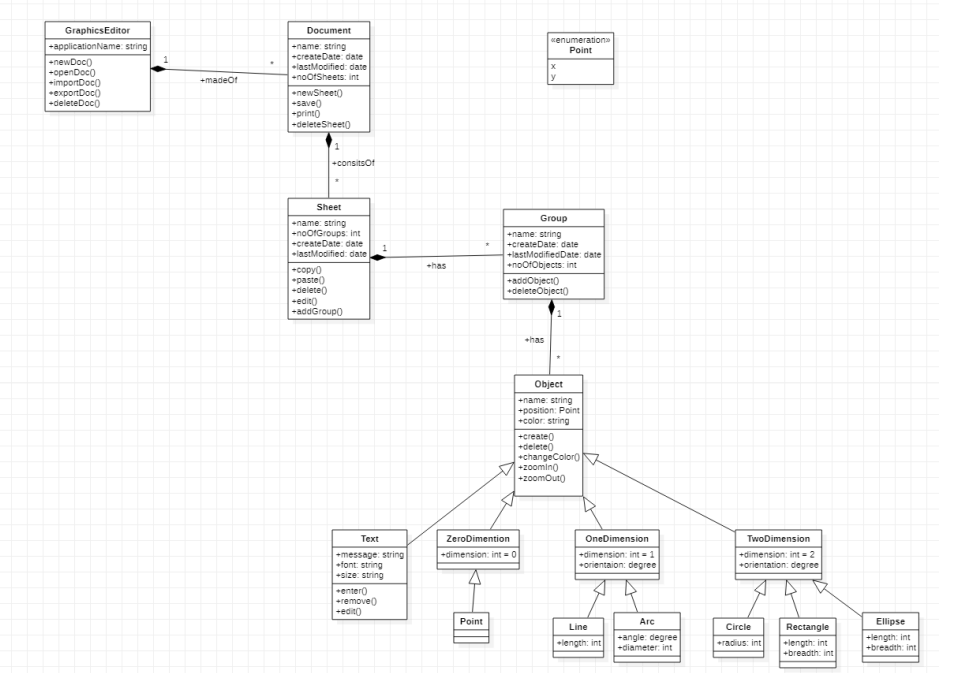 GraphicsEditor
+applicationName: string
+newDoc()
+openDoc()
+importDoc()
+exportDoc()
+deleteDoc()
1
*
+madeOf
Document
+name: string
+createDate: date
+lastModified: date
+noOfSheets: int
+newSheet()
+save()
+print()
+deleteSheet()
«enumeration»
Point
x
y
1
+consitsOf
*
Sheet
+name: string
+noOfGroups: int
+createDate: date
+lastModified: date
+copy()
+paste()
+delete()
+edit()
+addGroup()
1
*
+has
Group
+name: string
+createDate: date
+lastModifiedDate: date
+noOfObjects: int
+addObject()
+deleteObject()
1
+has
*
Object
+name: string
+position: Point
+color: string
+create()
+delete()
+changeColor()
+zoomIn()
+zoomOut()
Text
+message: string
+font: string
+size: string
+enter()
+remove()
+edit()
ZeroDimention
+dimension: int = 0
OneDimension
+dimension: int = 1
+orientaion: degree
TwoDimension
+dimension: int = 2
+orientation: degree
Point
Line
+length: int
Arc
+angle: degree
+diameter: int
Circle
+radius: int
Rectangle
+length: int
+breadth: int
Ellipse
+length: int
+breadth: int